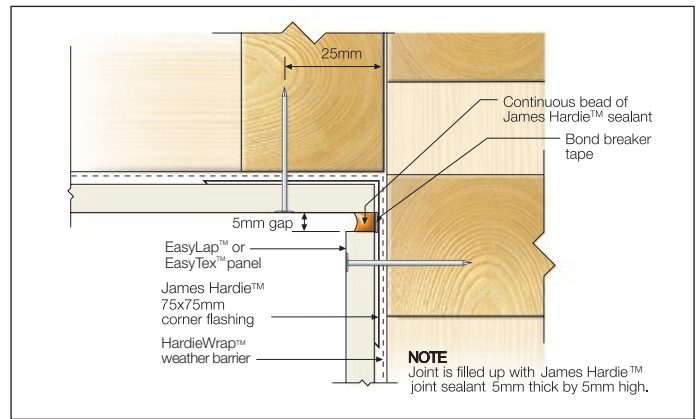 25mm
Continuous bead of
James Hardie™ sealant
Bond breaker
tape
5mm gap
EasyLap™ or
EasyTex™ panel
James Hardie™
75x75mm
corner flashing
HardieWrap™
weather barrier
NOTE
Joint is filled up with James Hardie™
joint sealant 5mm thick by 5mm high.